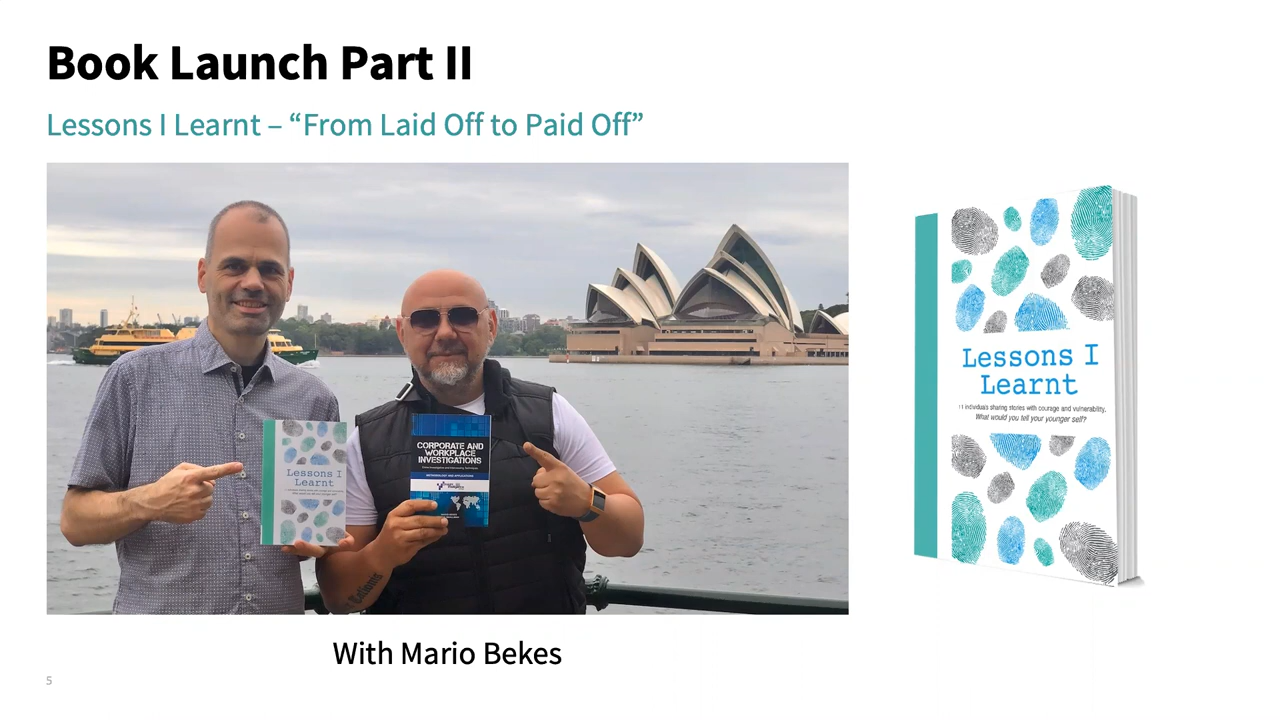 Book Launch Part II
Lessons I Learnt – “From Laid Off to Paid Off”
Lessons I
Learnt
CORPORATE AND
WORKPLACE
INVESTIGATIONS
Lessons I
Learnt
11 individuals sharing stories with courage and vulnerability.
What would you tell your younger self?
With Mario Bekes
5